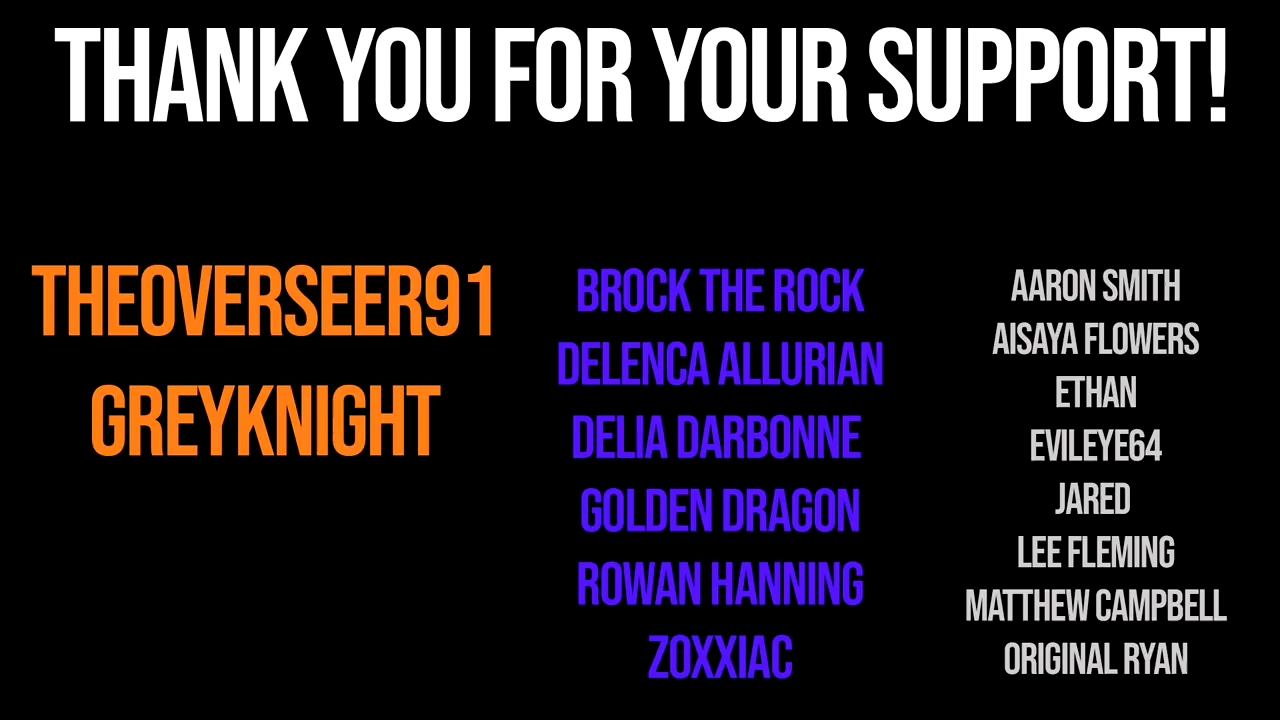 THANK YOU FOR YOUR SUPPORT!
THEOVERSEER91
GREYKNIGHT
BROCK THE ROCK
DELENCA ALLURIAN
DELIA DARBONNE
GOLDEN DRAGON
ROWAN HANNING
ZOXXIAC
AARON SMITH
AISAYA FLOWERS
ETHAN
EVILEYE64
JARED
LEE FLEMING
MATTHEW CAMPBELL
ORIGINAL RYAN